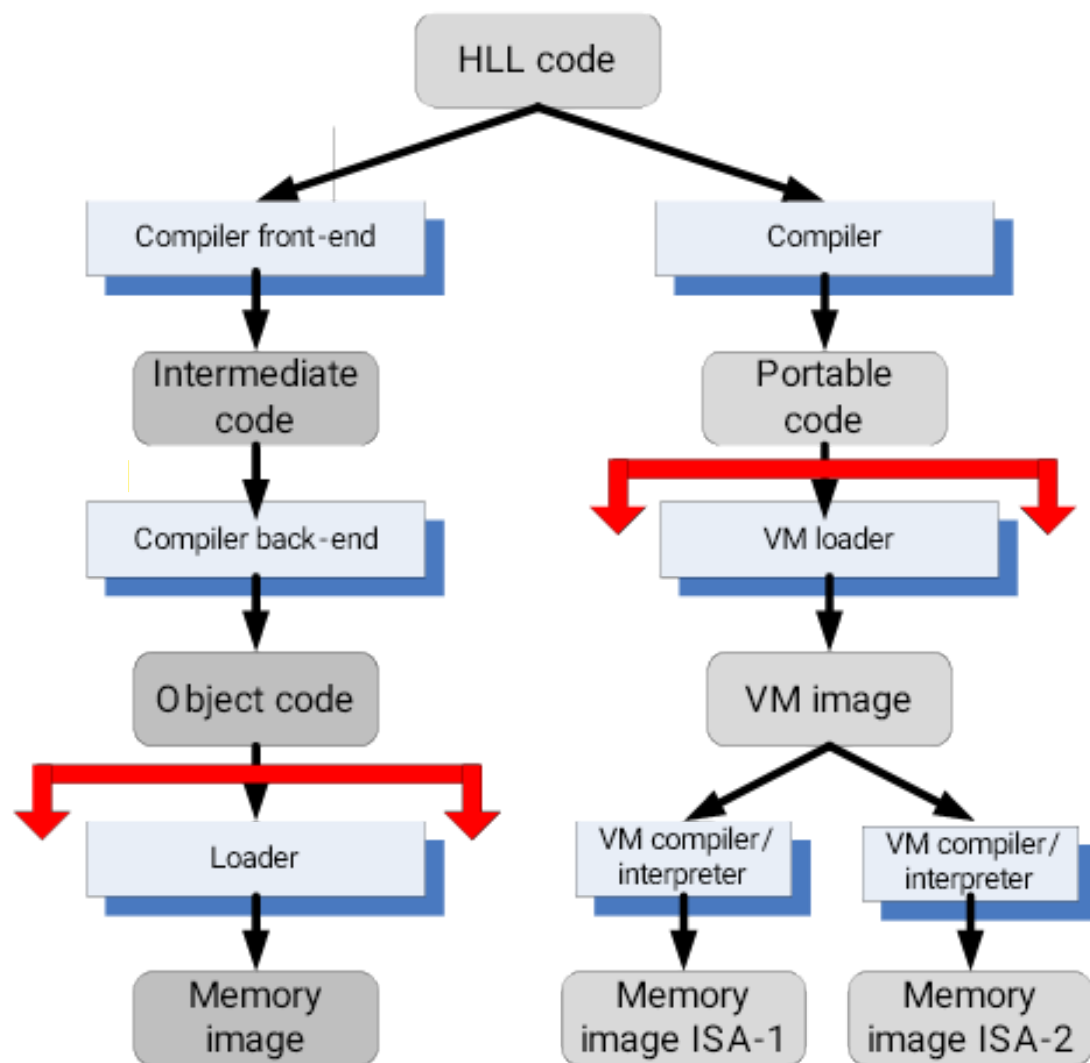 HLL code
Compiler front-end
Compiler
Intermediate
code
Portable
code
Compiler back-end
VM loader
Object code
VM image
Loader
VM compiler/
interpreter
VM compiler/
interpreter
Memory
image
Memory
image ISA-1
Memory
image ISA-2